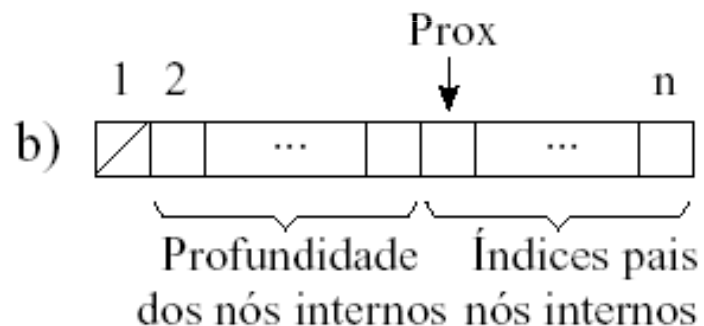 Prox
1 2 n
b) ... ...
Profundidade Índices pais
dos nós internos nós internos